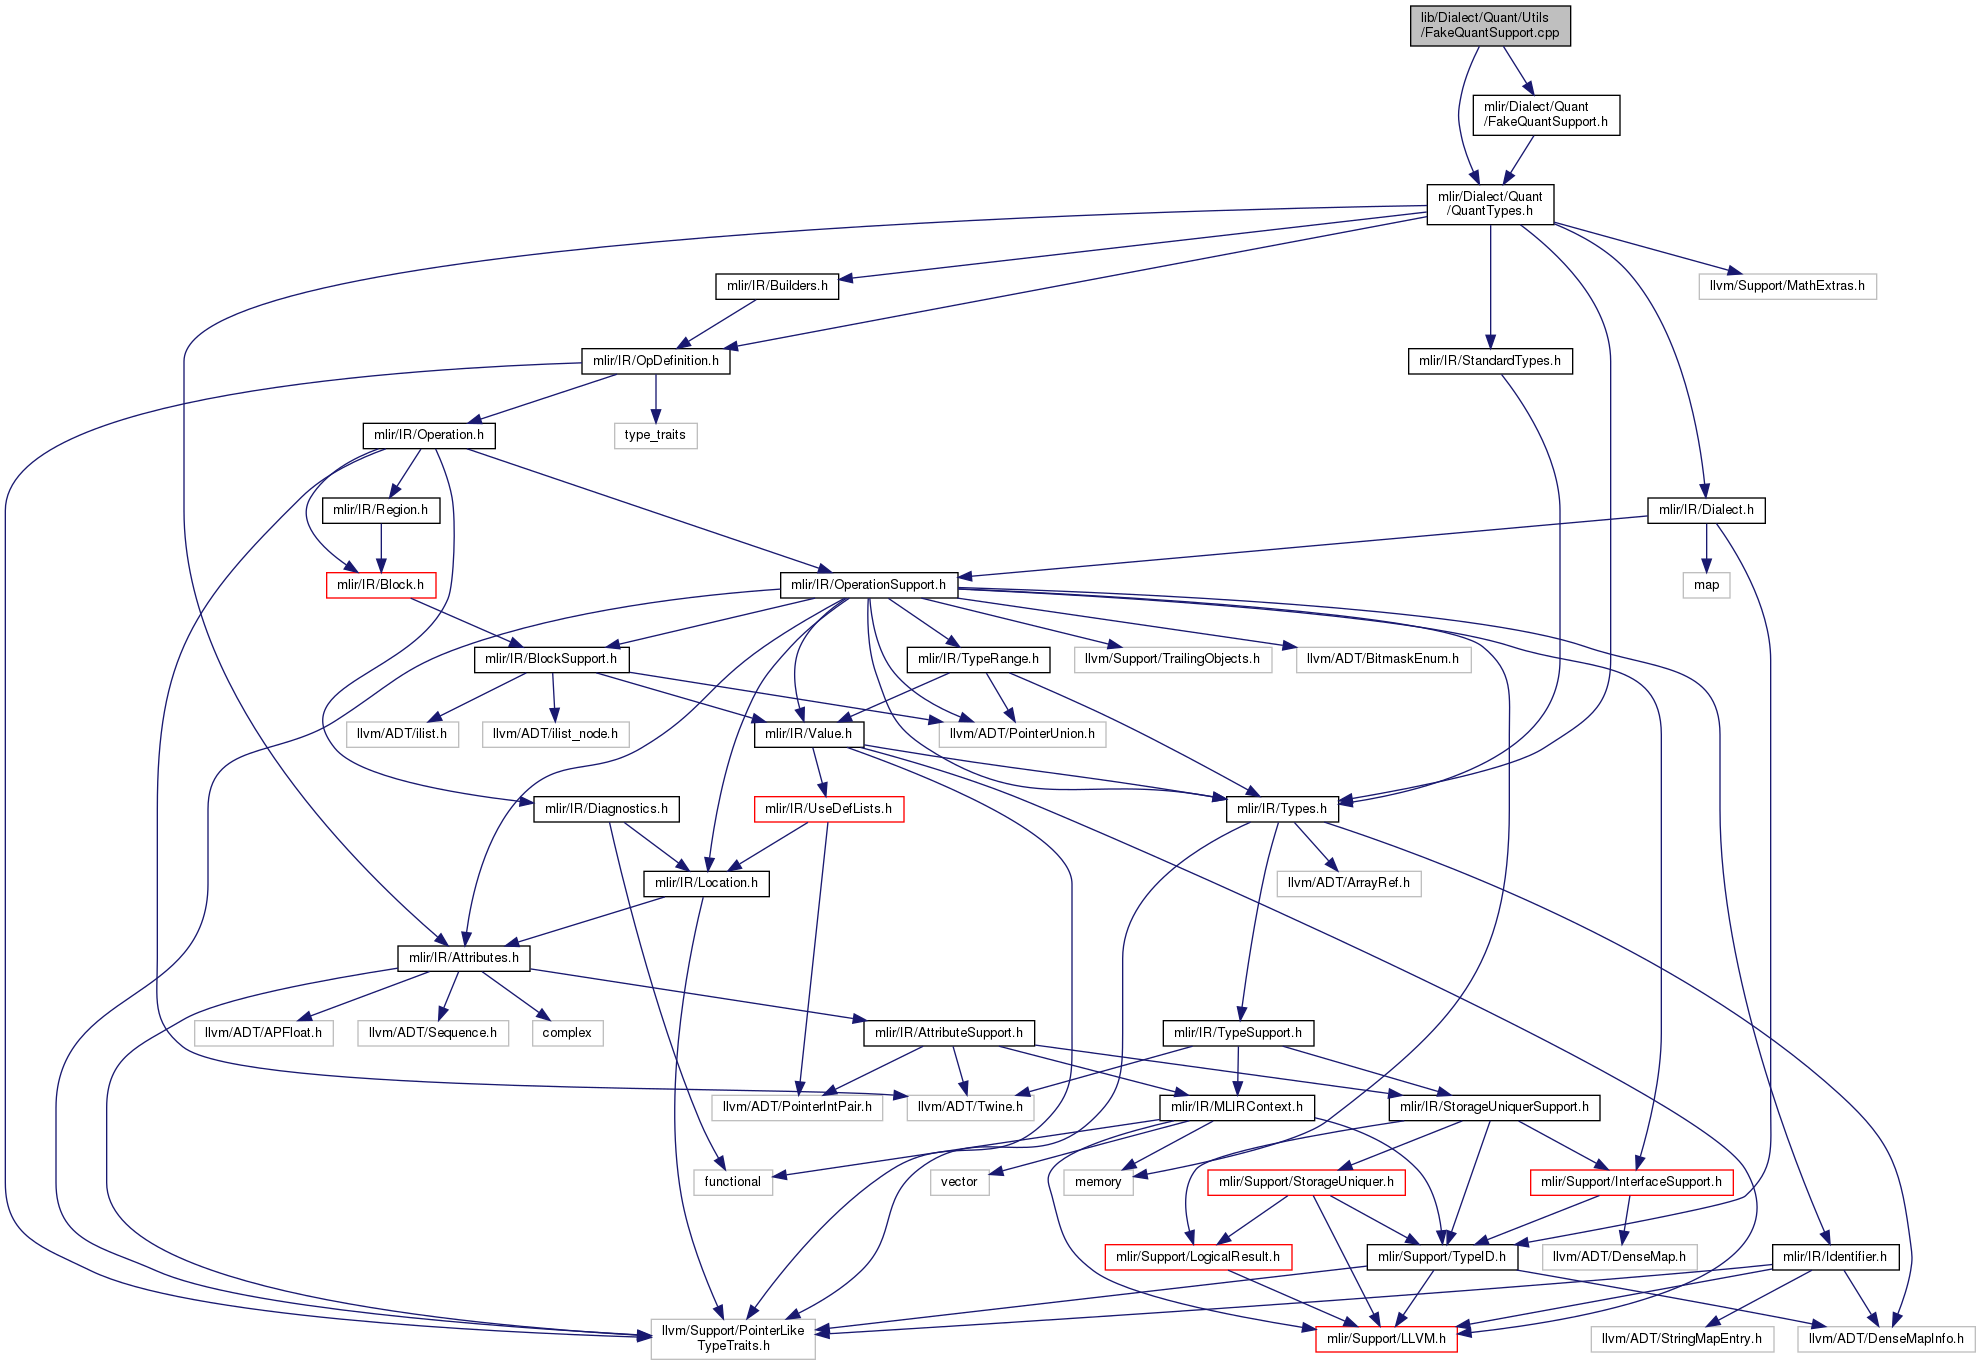 lib/Dialect/Quant/Utils
/FakeQuantSupport.cpp
mlir/Dialect/Quant
/FakeQuantSupport.h
mlir/Dialect/Quant
/QuantTypes.h
mlir/IR/Builders.h
llvm/Support/MathExtras.h
mlir/IR/OpDefinition.h
mlir/IR/StandardTypes.h
mlir/IR/Operation.h
type_traits
mlir/IR/Region.h
mlir/IR/Dialect.h
mlir/IR/Block.h
mlir/IR/OperationSupport.h
map
mlir/IR/BlockSupport.h
mlir/IR/TypeRange.h
llvm/Support/TrailingObjects.h
llvm/ADT/BitmaskEnum.h
llvm/ADT/ilist.h
llvm/ADT/ilist_node.h
mlir/IR/Value.h
llvm/ADT/PointerUnion.h
mlir/IR/Diagnostics.h
mlir/IR/UseDefLists.h
mlir/IR/Types.h
mlir/IR/Location.h
llvm/ADT/ArrayRef.h
mlir/IR/Attributes.h
llvm/ADT/APFloat.h
llvm/ADT/Sequence.h
complex
mlir/IR/AttributeSupport.h
mlir/IR/TypeSupport.h
llvm/ADT/PointerIntPair.h
llvm/ADT/Twine.h
mlir/IR/MLIRContext.h
mlir/IR/StorageUniquerSupport.h
functional
vector
memory
mlir/Support/StorageUniquer.h
mlir/Support/InterfaceSupport.h
mlir/Support/LogicalResult.h
mlir/Support/TypeID.h
llvm/ADT/DenseMap.h
mlir/IR/Identifier.h
llvm/Support/PointerLike
TypeTraits.h
mlir/Support/LLVM.h
llvm/ADT/StringMapEntry.h
llvm/ADT/DenseMapInfo.h